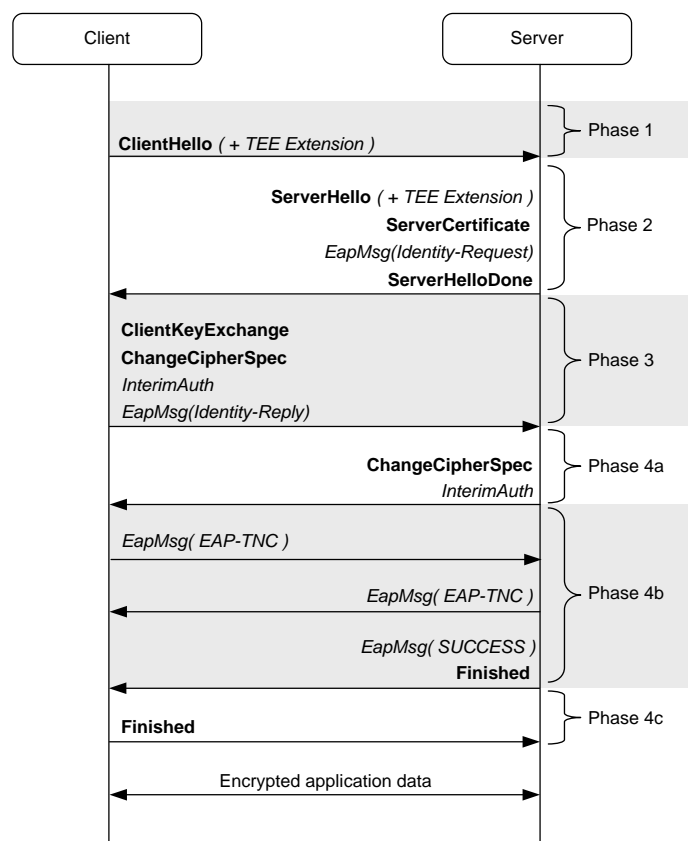 Client
Server
Phase 1
ClientHello ( + TEE Extension )
ServerHello ( + TEE Extension )
ServerCertificate
Phase 2
EapMsg(Identity-Request)
ServerHelloDone
ClientKeyExchange
ChangeCipherSpec
Phase 3
InterimAuth
EapMsg(Identity-Reply)
ChangeCipherSpec
Phase 4a
InterimAuth
EapMsg( EAP-TNC )
EapMsg( EAP-TNC )
Phase 4b
EapMsg( SUCCESS )
Finished
Phase 4c
Finished
Encrypted application data